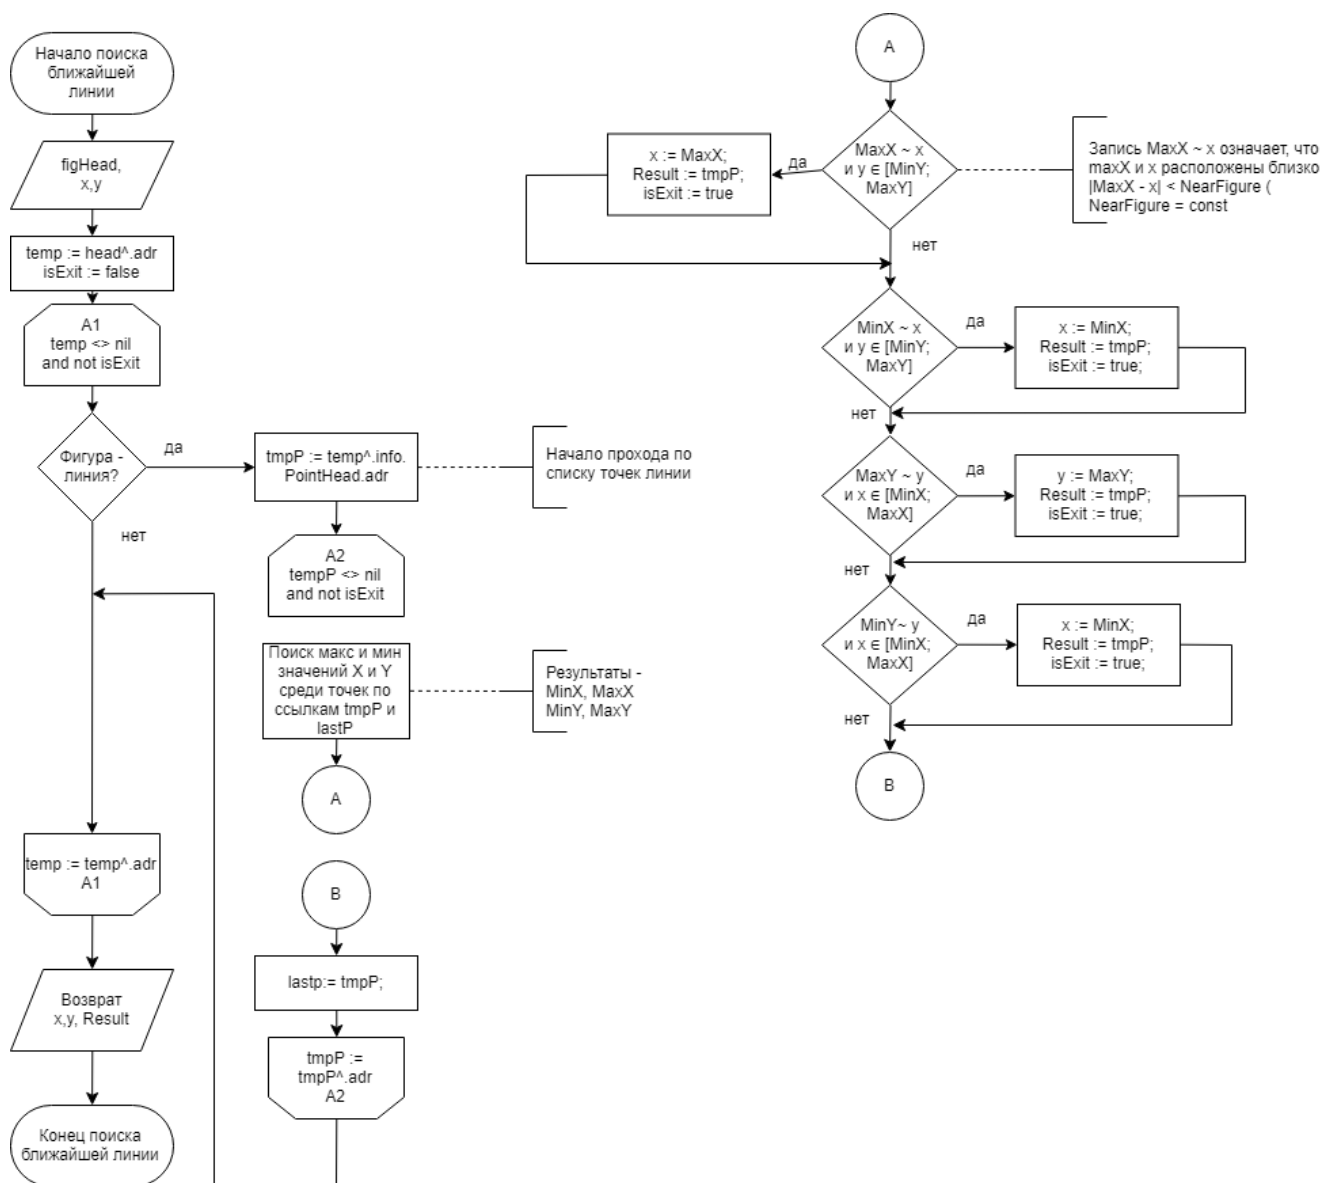 Начало поиска
ближайшей
линии
figHead,
x,y
temp := head^.adr
isExit := false
A1
temp <> nil
and not isExit
Фигура -
линия?
да
нет
tmpP := temp^.info.
PointHead.adr
Начало прохода по
списку точек линии
A2
tempP <> nil
and not isExit
Поиск макс и мин
значений X и Y
среди точек по
ссылкам tmpP и
lastP
Результаты -
MinX, MaxX
MinY, MaxY
A
B
lastp:= tmpP;
tmpP :=
tmpP^.adr
A2
temp := temp^.adr
A1
Возврат
x,y, Result
Конец поиска
ближайшей линии
A
MaxX ~ x
и y ∈ [MinY;
MaxY]
да
x := MaxX;
Result := tmpP;
isExit := true
Запись MaxX ~ x означает, что
maxX и x расположены близко
|MaxX - x| < NearFigure (
NearFigure = const
нет
MinX ~ x
и y ∈ [MinY;
MaxY]
да
x := MinX;
Result := tmpP;
isExit := true;
нет
MaxY ~ y
и x ∈ [MinX;
MaxX]
да
y := MaxY;
Result := tmpP;
isExit := true;
нет
MinY~ y
и x ∈ [MinX;
MaxX]
да
x := MinX;
Result := tmpP;
isExit := true;
нет
B